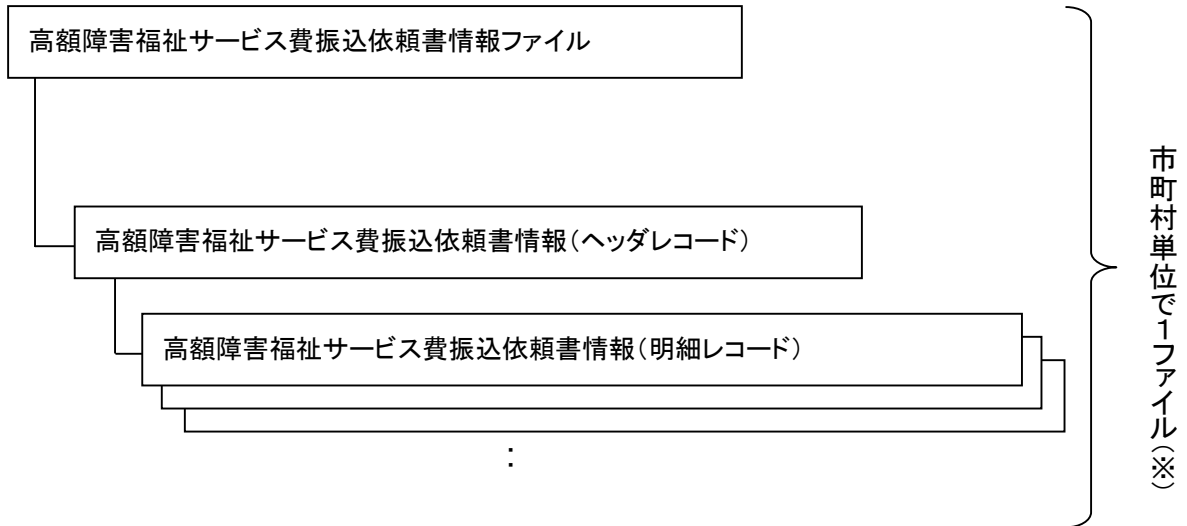 高額障害福祉サービス費振込依頼書情報ファイル
高額障害福祉サービス費振込依頼書情報(ヘッダレコード)
高額障害福祉サービス費振込依頼書情報(明細レコード)
:
市町村単位で1ファイル(※)